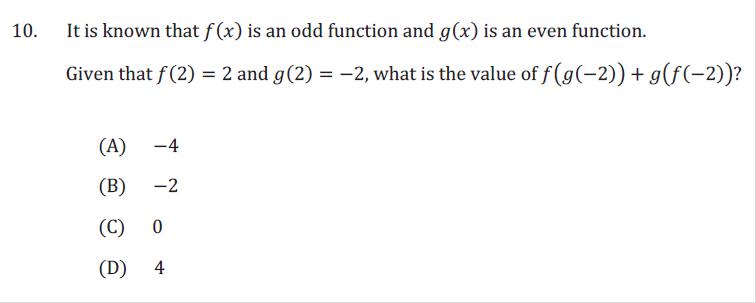 10. It is known that f(x) is an odd function and g(x) is an even function.
Given that f(2) = 2 and g(2) = −2, what is the value of f(g(−2)) + g(f(−2))?
(A) −4
(B) −2
(C) 0
(D) 4